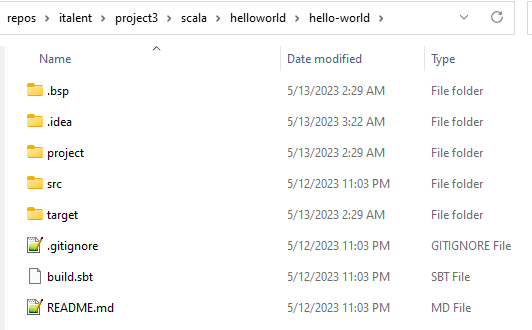 repos > italent > project3 > scala > helloworld > hello-world >
Name Date modified Type
.bsp 5/13/2023 2:29 AM File folder
.idea 5/13/2023 3:22 AM File folder
project 5/13/2023 2:29 AM File folder
src 5/12/2023 11:03 PM File folder
target 5/13/2023 2:29 AM File folder
.gitignore 5/12/2023 11:03 PM GITIGNORE File
build.sbt 5/12/2023 11:03 PM SBT File
README.md 5/12/2023 11:03 PM MD File